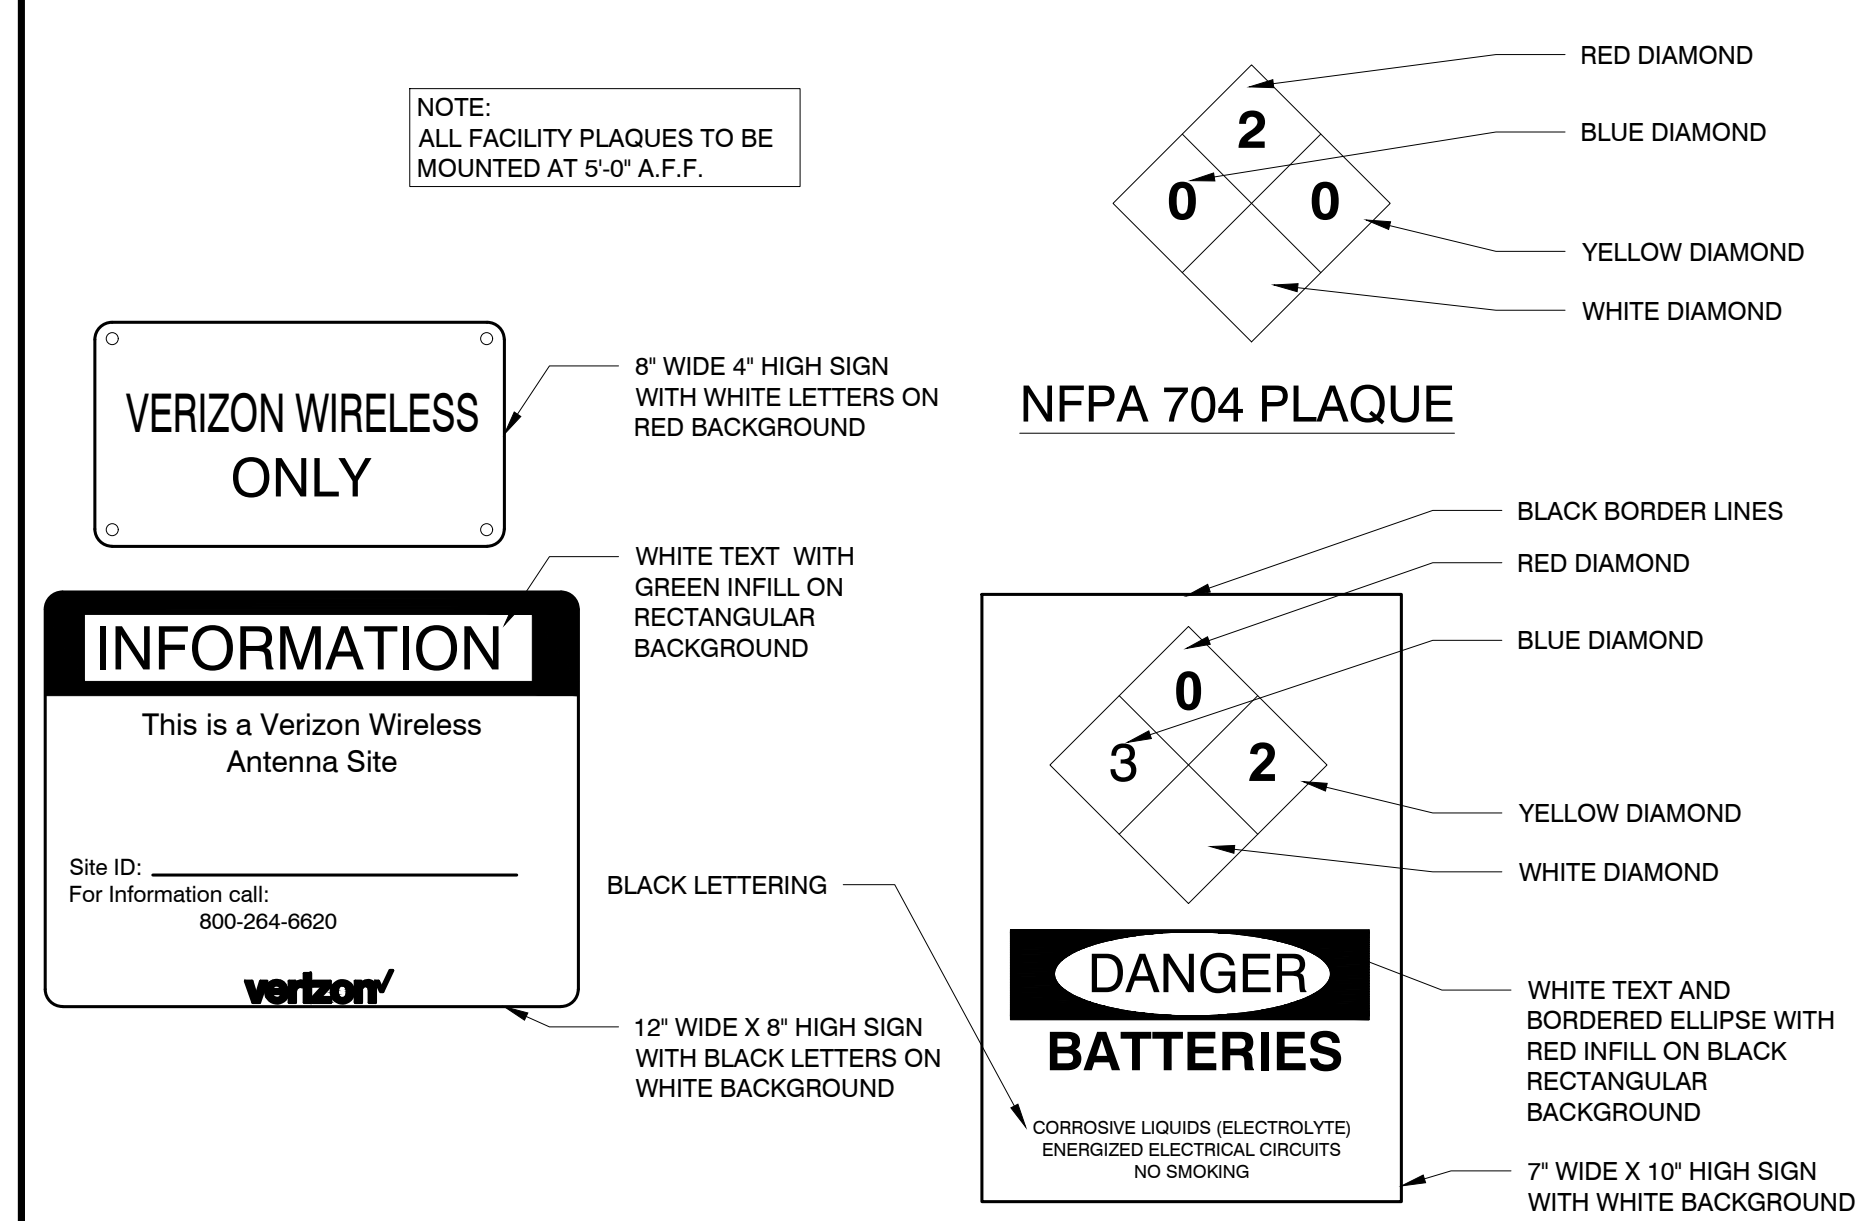 NOTE:
ALL FACILITY PLAQUES TO BE
MOUNTED AT 5'-0" A.F.F.
VERIZON WIRELESS
ONLY
8" WIDE 4" HIGH SIGN
WITH WHITE LETTERS ON
RED BACKGROUND
INFORMATION
This is a Verizon Wireless
Antenna Site
Site ID:
For Information call:
800-264-6620
verizon
WHITE TEXT WITH
GREEN INFILL ON
RECTANGULAR
BACKGROUND
12" WIDE X 8" HIGH SIGN
WITH BLACK LETTERS ON
WHITE BACKGROUND
2
0 0
RED DIAMOND
BLUE DIAMOND
YELLOW DIAMOND
WHITE DIAMOND
NFPA 704 PLAQUE
BLACK BORDER LINES
RED DIAMOND
BLUE DIAMOND
0
3 2
YELLOW DIAMOND
WHITE DIAMOND
BLACK LETTERING
DANGER
BATTERIES
CORROSIVE LIQUIDS (ELECTROLYTE)
ENERGIZED ELECTRICAL CIRCUITS
NO SMOKING
WHITE TEXT AND
BORDERED ELLIPSE WITH
RED INFILL ON BLACK
RECTANGULAR
BACKGROUND
7" WIDE X 10" HIGH SIGN
WITH WHITE BACKGROUND